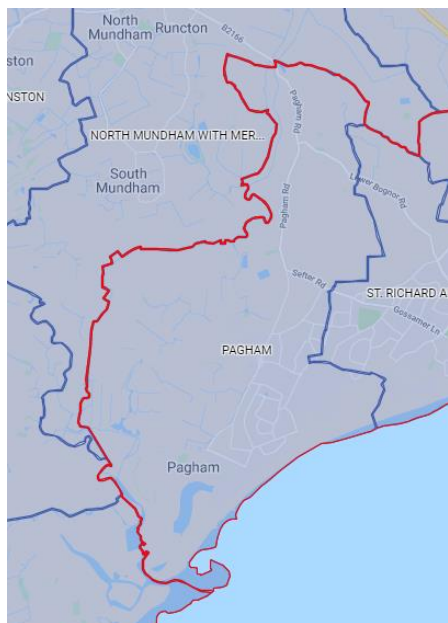 North
Mundham
Runcton
B2166
ston
NSTON
Pagham Rd
NORTH MUNDHAM WITH MER...
South
Mundham
Lower Bognor Rd
Pagham Rd
Sefter Rd
ST. RICHARD A
Gossamer Ln
PAGHAM
Pagham